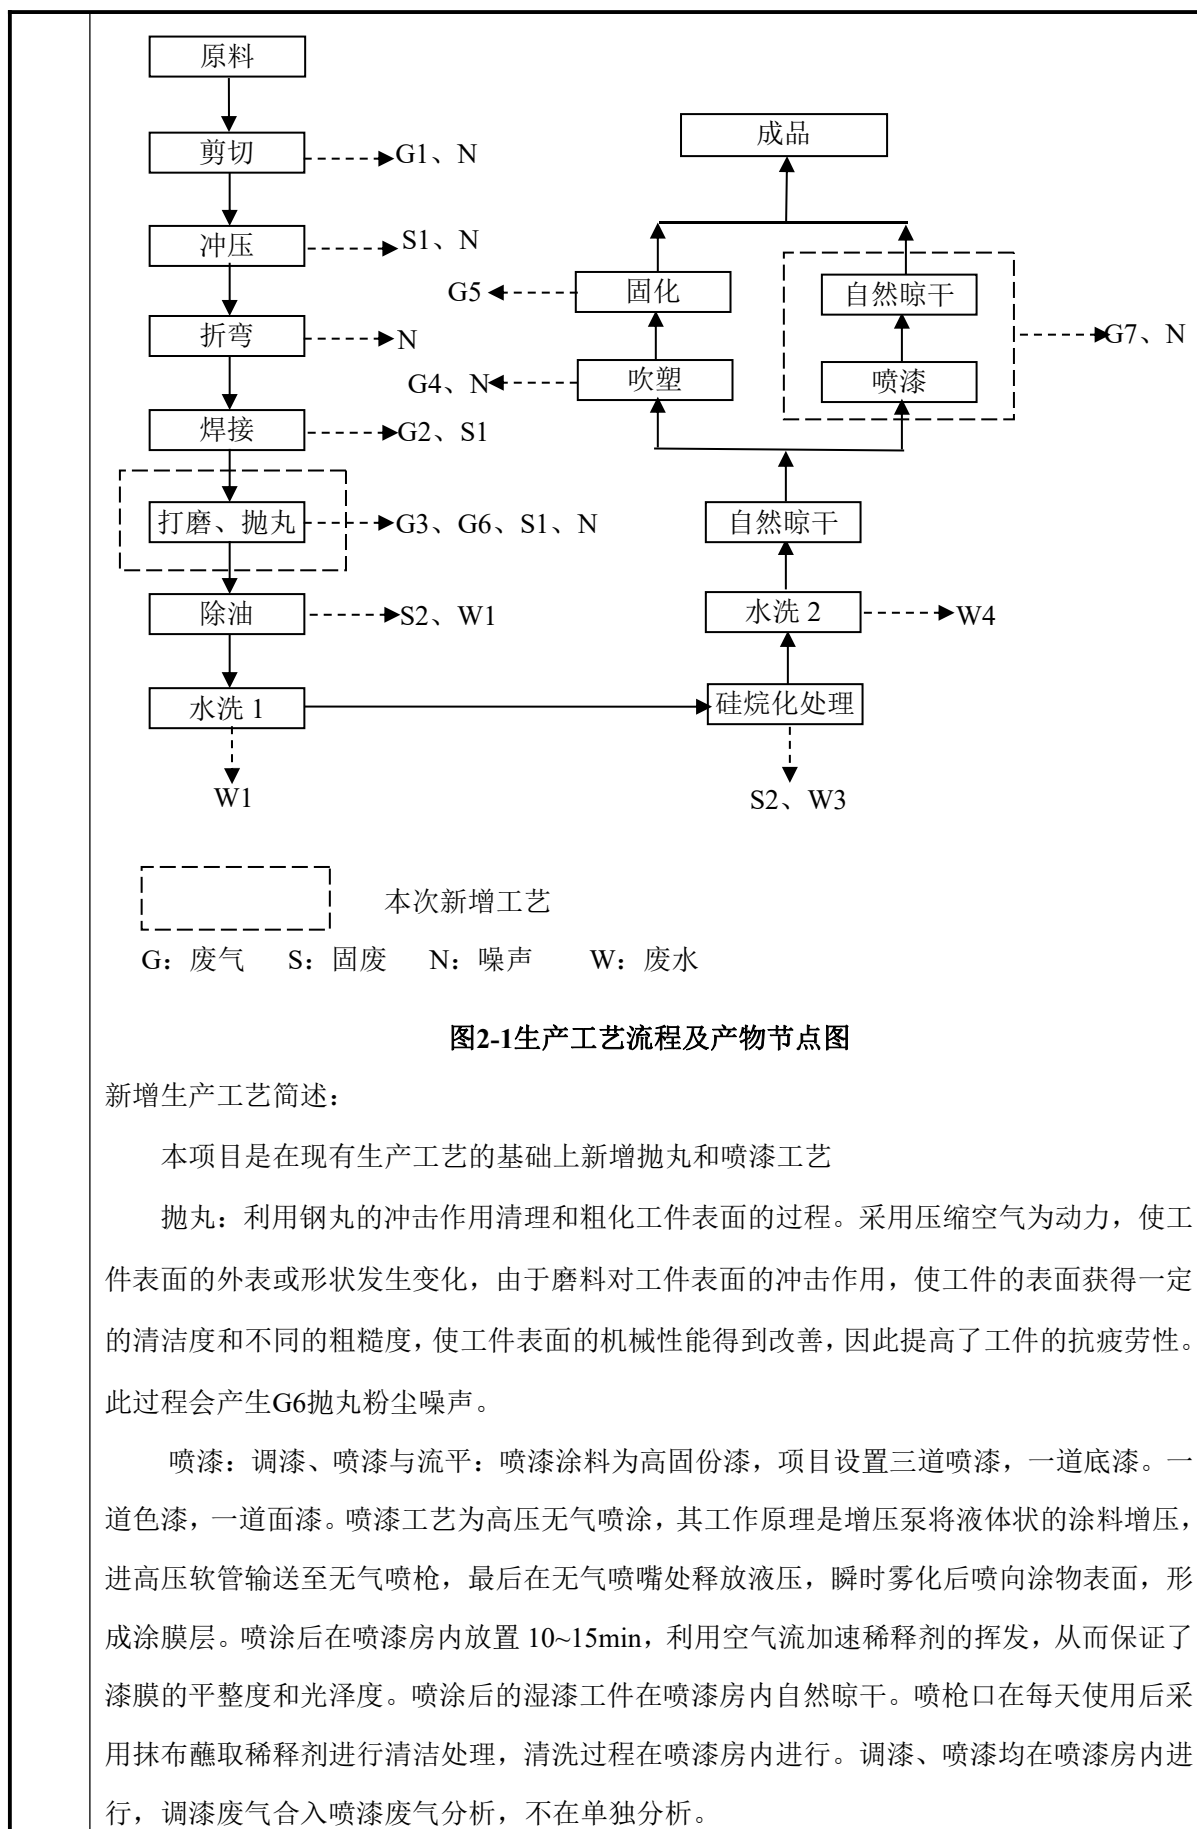 原料
剪切
G1、N
冲压
S1、N
折弯
N
焊接
G2、S1
打磨、抛丸
G3、G6、S1、N
除油
S2、W1
水洗 1
W1
成品
固化
G5
自然晾干
G7、N
吹塑
G4、N
喷漆
自然晾干
水洗 2
W4
硅烷化处理
S2、W3
本次新增工艺
G：废气 S：固废 N：噪声 W：废水
图2-1生产工艺流程及产物节点图
新增生产工艺简述：
本项目是在现有生产工艺的基础上新增抛丸和喷漆工艺
抛丸：利用钢丸的冲击作用清理和粗化工件表面的过程。采用压缩空气为动力，使工
件表面的外表或形状发生变化，由于磨料对工件表面的冲击作用，使工件的表面获得一定
的清洁度和不同的粗糙度，使工件表面的机械性能得到改善，因此提高了工件的抗疲劳性。
此过程会产生G6抛丸粉尘噪声。
喷漆：调漆、喷漆与流平：喷漆涂料为高固份漆，项目设置三道喷漆，一道底漆。一
道色漆，一道面漆。喷漆工艺为高压无气喷涂，其工作原理是增压泵将液体状的涂料增压，
进高压软管输送至无气喷枪，最后在无气喷嘴处释放液压，瞬时雾化后喷向涂物表面，形
成涂膜层。喷涂后在喷漆房内放置 10~15min，利用空气流加速稀释剂的挥发，从而保证了
漆膜的平整度和光泽度。喷涂后的湿漆工件在喷漆房内自然晾干。喷枪口在每天使用后采
用抹布蘸取稀释剂进行清洁处理，清洗过程在喷漆房内进行。调漆、喷漆均在喷漆房内进
行，调漆废气合入喷漆废气分析，不在单独分析。